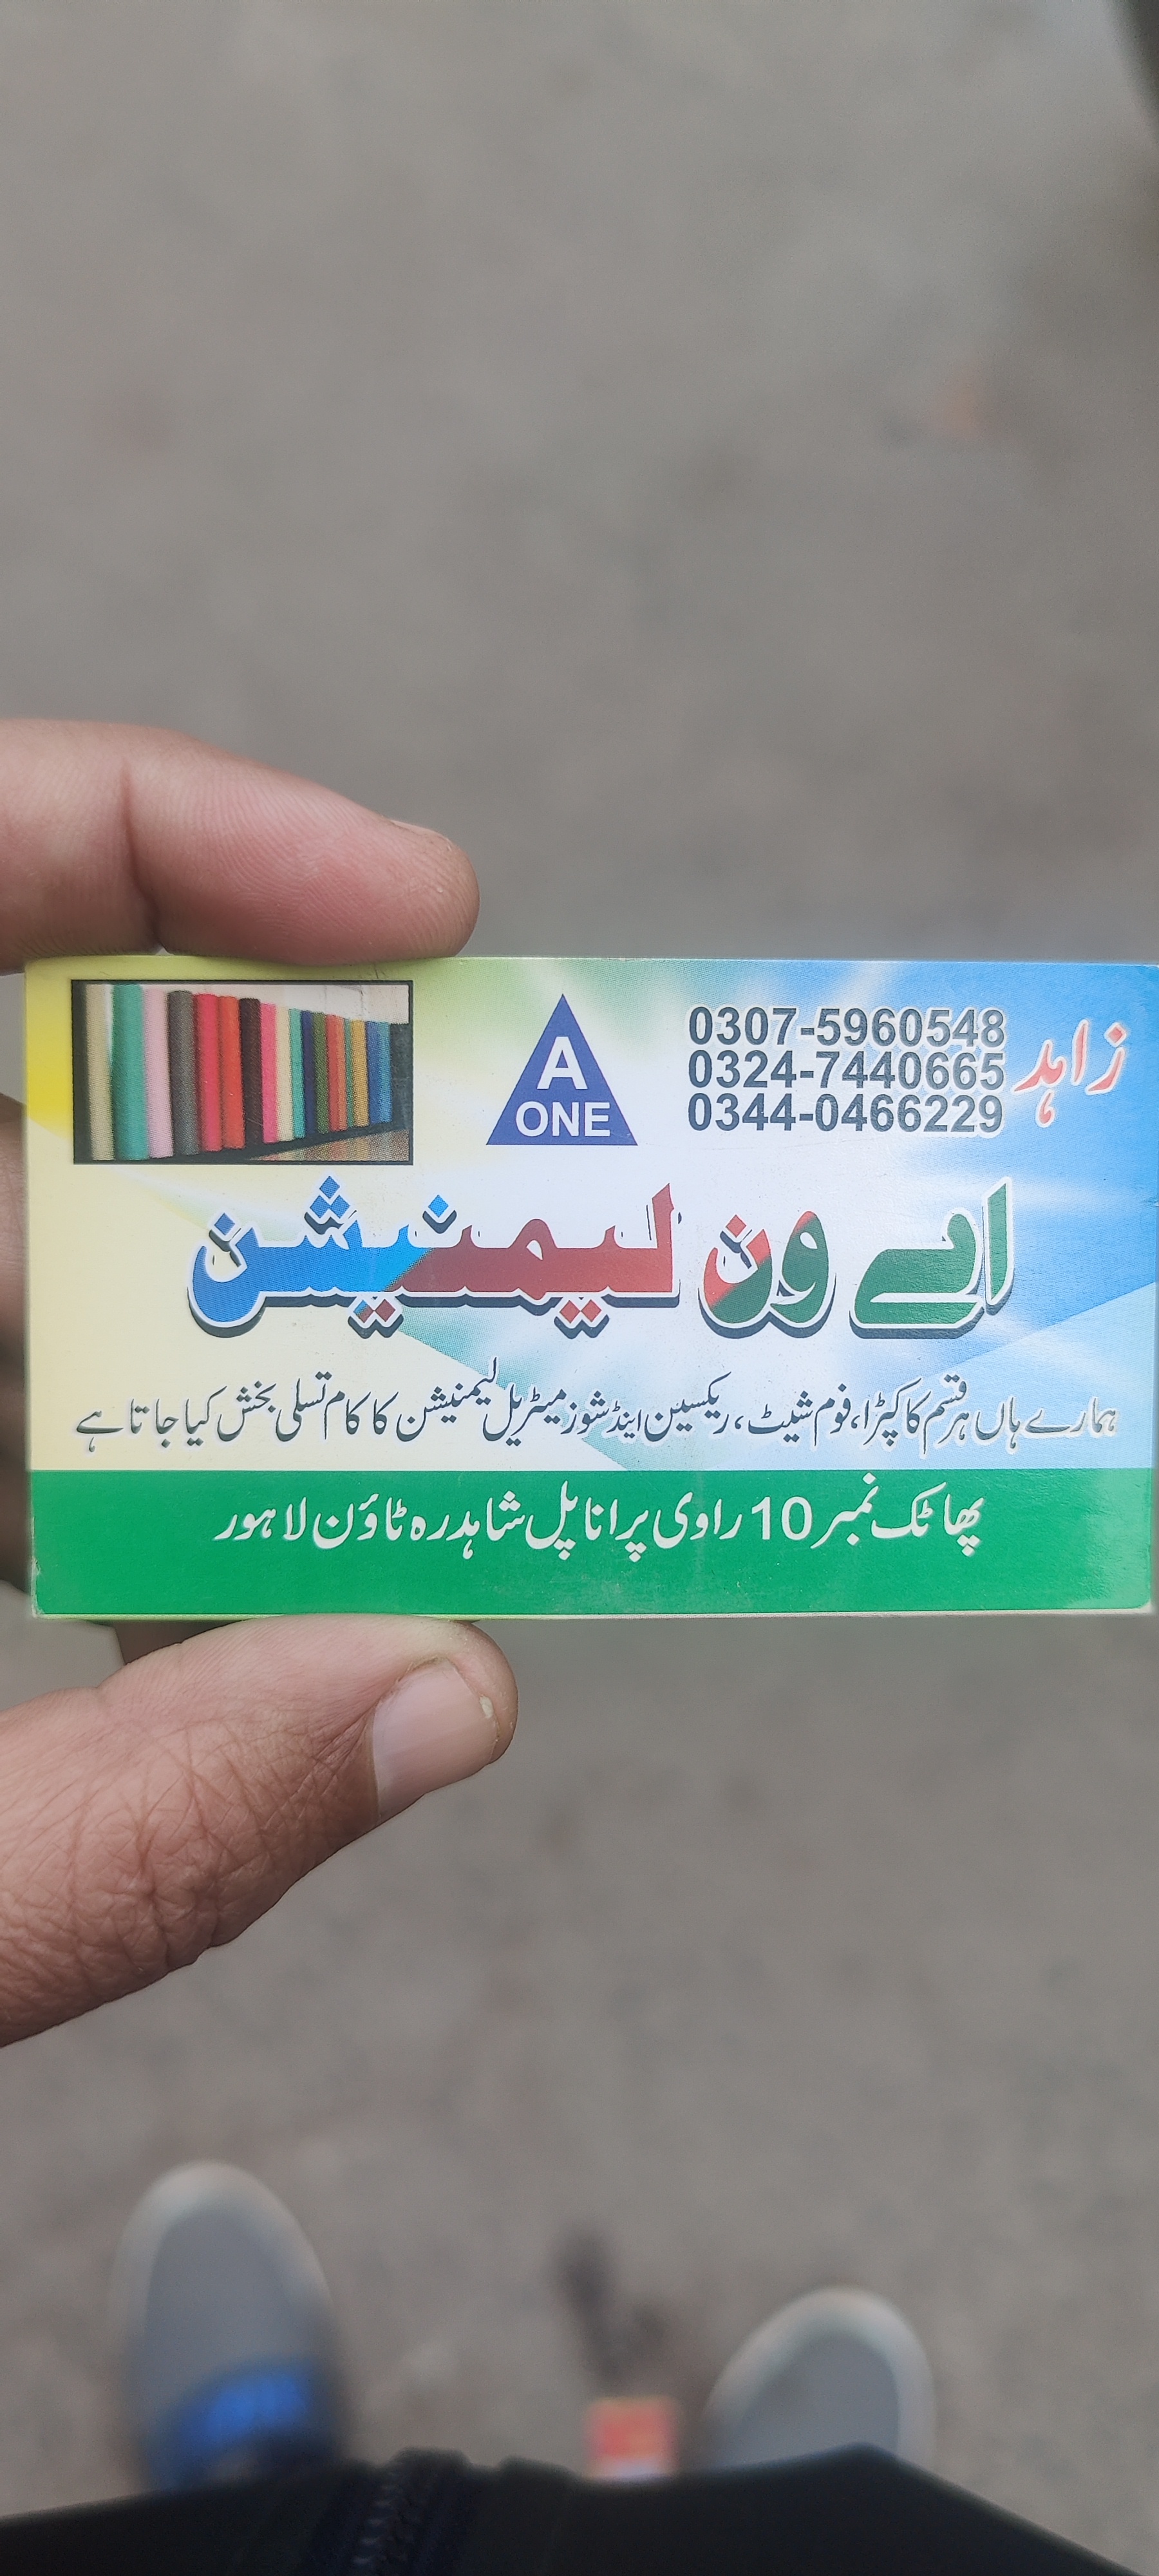 A
ONE
0307-5960548
0324-7440665
0344-0466229
زاہد
اے ون لیمنیشن
ہمارے ہاں ہر قسم کا کپڑا، فوم شیٹ، ریکسین اینڈ شوز میٹریل لیمنیشن کا کام تسلی بخش کیا جاتا ہے
پھاٹک نمبر 10 راوی پرانا پل شاہدرہ ٹاؤن لاہور